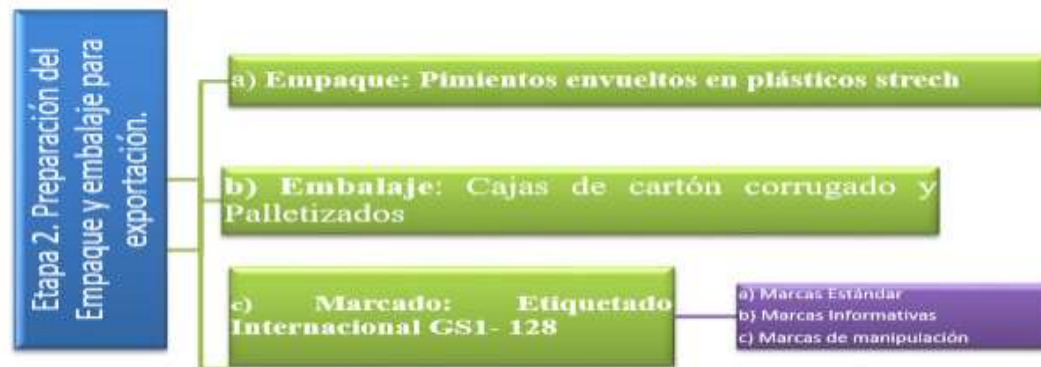 Etapa 2. Preparación del
Empaque y embalaje para
exportación.
a) Empaque: Pimientos envueltos en plásticos strech
b) Embalaje: Cajas de cartón corrugado y
Palletizados
c) Marcado: Etiquetado
Internacional GS1- 128
a) Marcas Estándar
b) Marcas Informativas
c) Marcas de manipulación